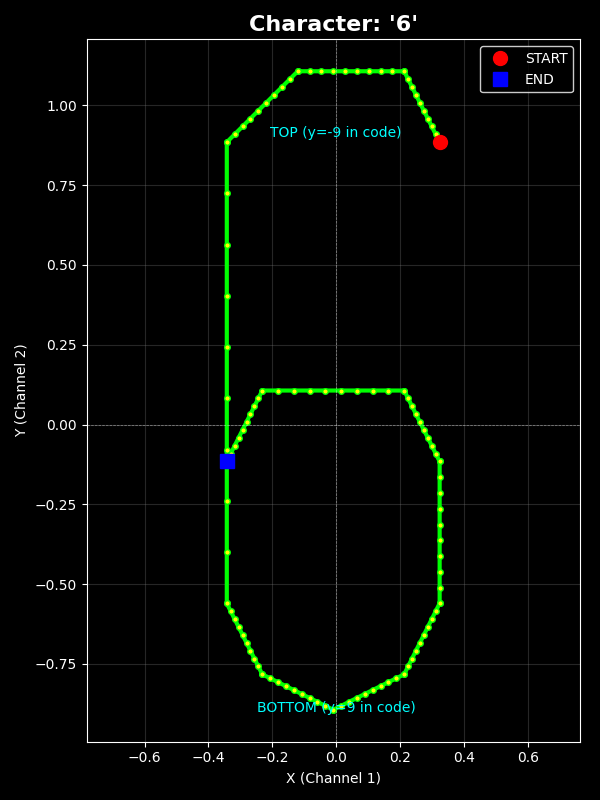 Character: '6'
START
END
TOP (y=-9 in code)
BOTTOM (y=9 in code)
1.00
0.75
0.50
0.25
0.00
−0.25
−0.50
−0.75
Y (Channel 2)
−0.6 −0.4 −0.2 0.0 0.2 0.4 0.6
X (Channel 1)